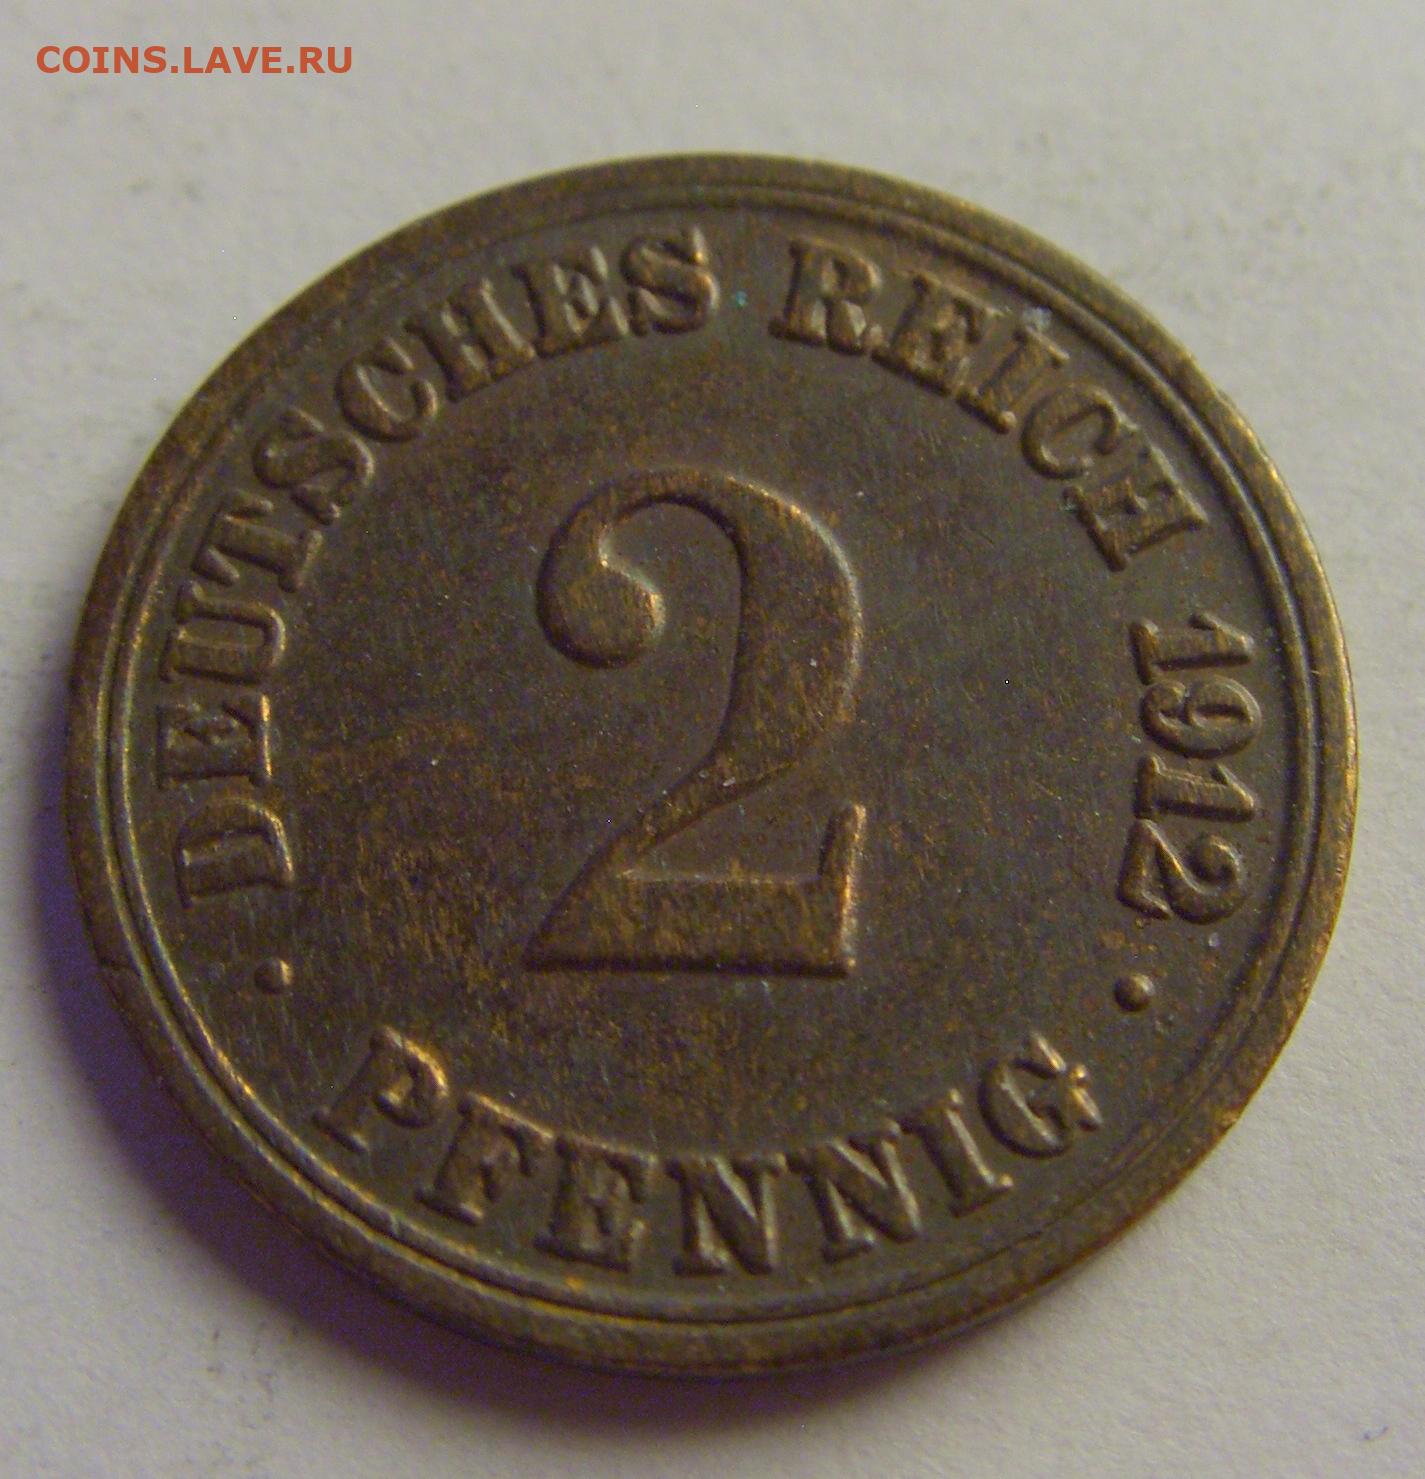 COINS.LAVE.RU
DEUTSCHES REICH 1912
2
· PFENNIG ·